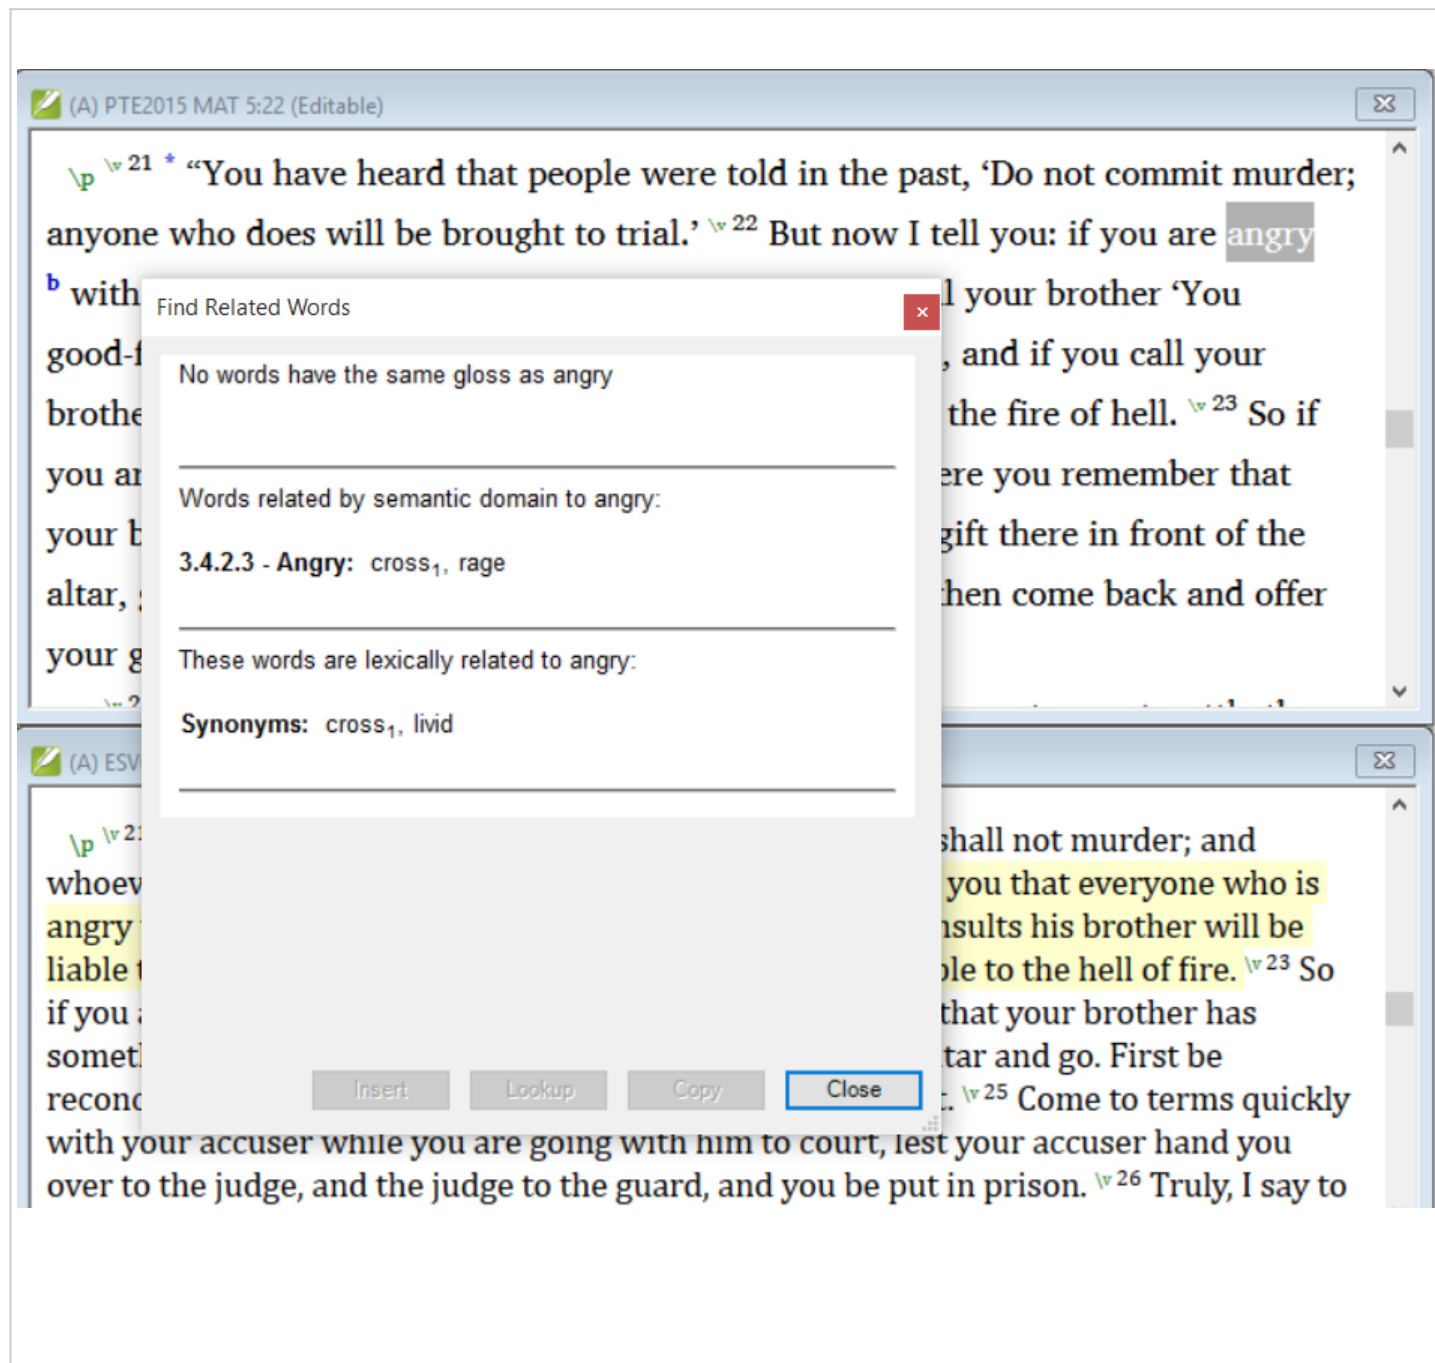 (A) PTE2015 MAT 5:22 (Editable)
\p \v 21 * “You have heard that people were told in the past, ‘Do not commit murder;
anyone who does will be brought to trial.’ \v 22 But now I tell you: if you are angry
b with your brother ‘You
good-f , and if you call your
brothe the fire of hell. \v 23 So if
you ar ere you remember that
your b gift there in front of the
altar, then come back and offer
your g
Find Related Words
No words have the same gloss as angry
Words related by semantic domain to angry:
3.4.2.3 - Angry: cross1, rage
These words are lexically related to angry:
Synonyms: cross1, livid
Insert Lookup Copy Close
(A) ESV
\p \v 21 shall not murder; and
whoev you that everyone who is
angry nsults his brother will be
liable ble to the hell of fire. \v 23 So
if you that your brother has
somet tar and go. First be
recon . \v 25 Come to terms quickly
with your accuser while you are going with him to court, lest your accuser hand you
over to the judge, and the judge to the guard, and you be put in prison. \v 26 Truly, I say to